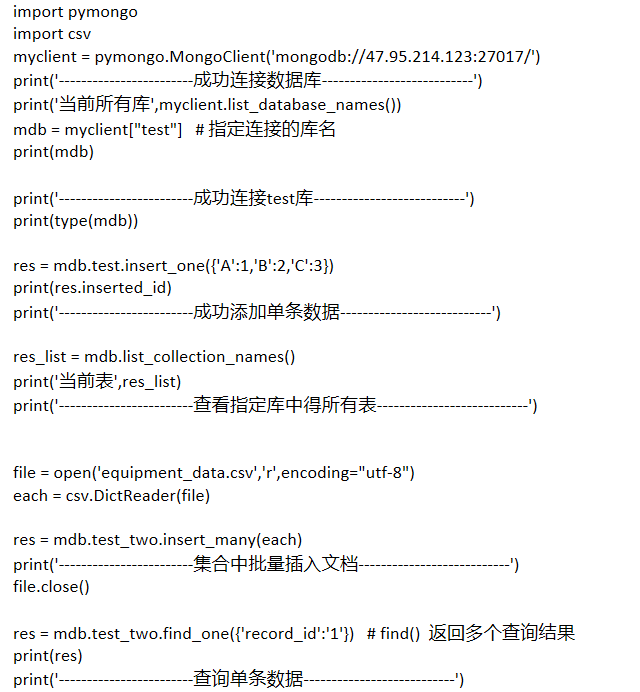 import pymongo
import csv
myclient = pymongo.MongoClient('mongodb://47.95.214.123:27017/')
print('------------------------成功连接数据库---------------------------')
print('当前所有库',myclient.list_database_names())
mdb = myclient["test"]   # 指定连接的库名
print(mdb)
print('------------------------成功连接test库---------------------------')
print(type(mdb))
res = mdb.test.insert_one({'A':1,'B':2,'C':3})
print(res.inserted_id)
print('------------------------成功添加单条数据---------------------------')
res_list = mdb.list_collection_names()
print('当前表',res_list)
print('------------------------查看指定库中得所有表---------------------------')
file = open('equipment_data.csv','r',encoding="utf-8")
each = csv.DictReader(file)
res = mdb.test_two.insert_many(each)
print('------------------------集合中批量插入文档---------------------------')
file.close()
res = mdb.test_two.find_one({'record_id':'1'})   # find()  返回多个查询结果
print(res)
print('------------------------查询单条数据---------------------------')